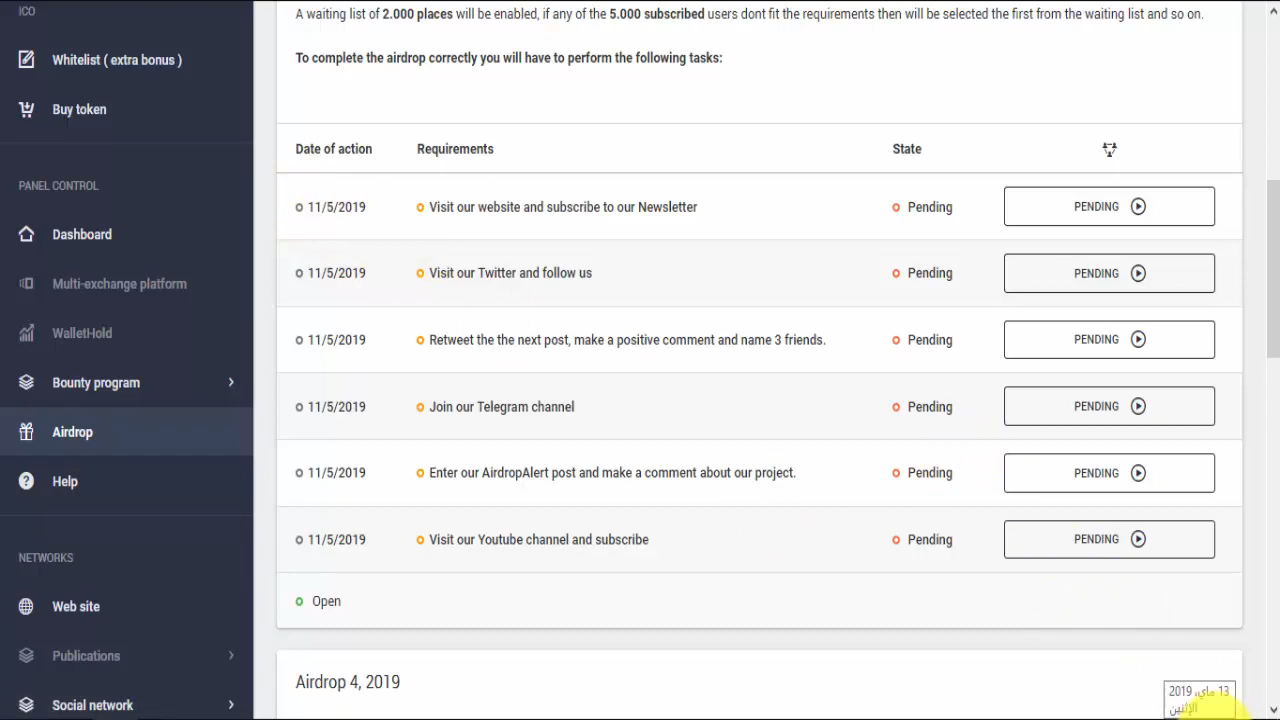 ICO
Whitelist ( extra bonus )
Buy token
PANEL CONTROL
Dashboard
Multi-exchange platform
WalletHold
Bounty program
Airdrop
Help
NETWORKS
Web site
Publications
Social network
A waiting list of 2.000 places will be enabled, if any of the 5.000 subscribed users dont fit the requirements then will be selected the first from the waiting list and so on.
To complete the airdrop correctly you will have to perform the following tasks:
Date of action Requirements State
11/5/2019 Visit our website and subscribe to our Newsletter Pending PENDING
11/5/2019 Visit our Twitter and follow us Pending PENDING
11/5/2019 Retweet the the next post, make a positive comment and name 3 friends. Pending PENDING
11/5/2019 Join our Telegram channel Pending PENDING
11/5/2019 Enter our AirdropAlert post and make a comment about our project. Pending PENDING
11/5/2019 Visit our Youtube channel and subscribe Pending PENDING
Open
Airdrop 4, 2019
13 ماي، 2019
الإثنين